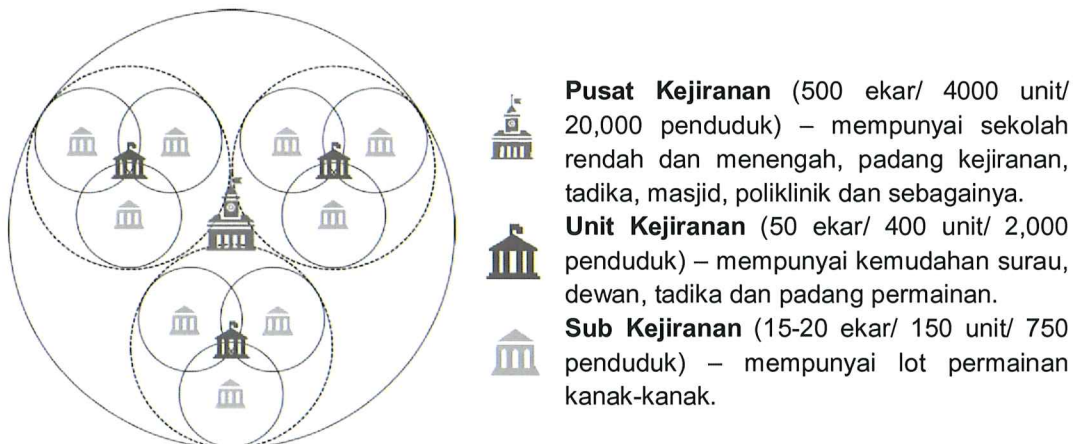 Pusat Kejiranan (500 ekar/ 4000 unit/
20,000 penduduk) – mempunyai sekolah
rendah dan menengah, padang kejiranan,
tadika, masjid, poliklinik dan sebagainya.
Unit Kejiranan (50 ekar/ 400 unit/ 2,000
penduduk) – mempunyai kemudahan surau,
dewan, tadika dan padang permainan.
Sub Kejiranan (15-20 ekar/ 150 unit/ 750
penduduk) – mempunyai lot permainan
kanak-kanak.